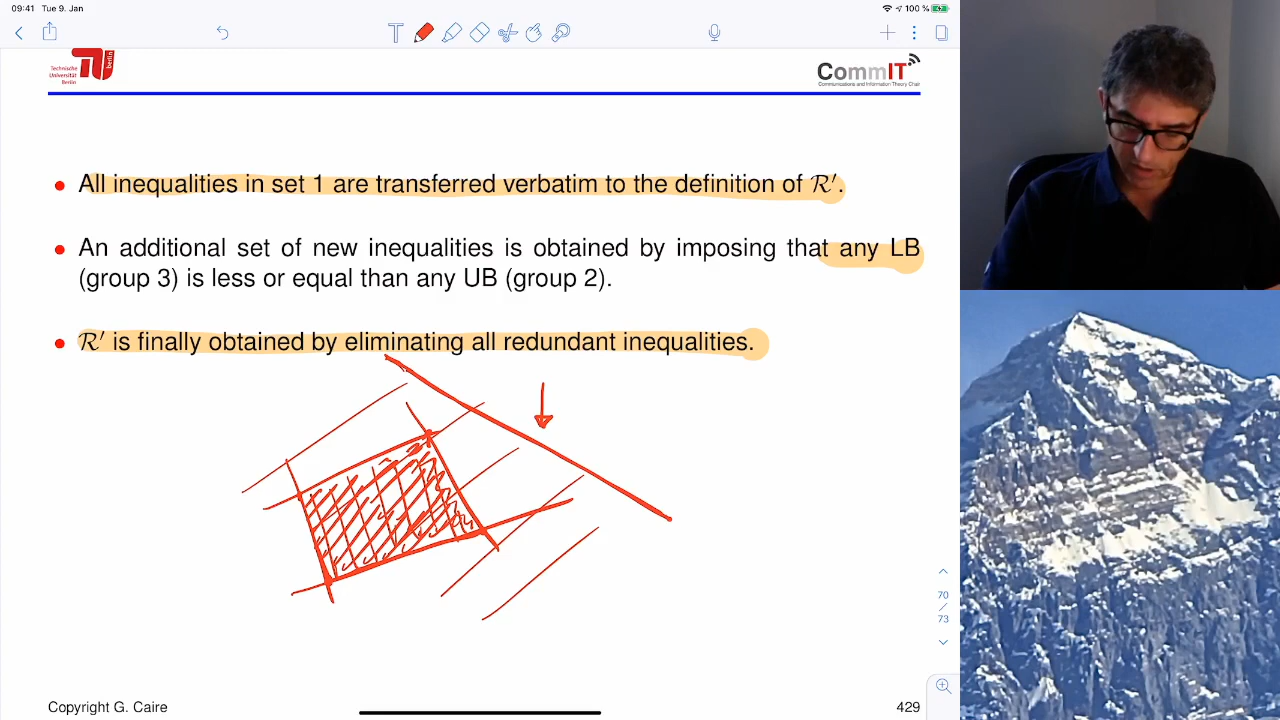 09:41 Tue 9. Jan
100 %
Technische
Universität
Berlin
berlin
CommIT
Communications and Information Theory Chair
• All inequalities in set 1 are transferred verbatim to the definition of ℛ′.
• An additional set of new inequalities is obtained by imposing that any LB
(group 3) is less or equal than any UB (group 2).
• ℛ′ is finally obtained by eliminating all redundant inequalities.
70
/
73
Copyright G. Caire
429